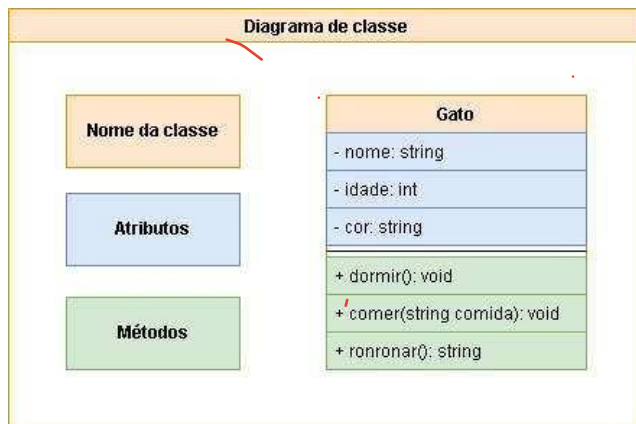 Diagrama de classe
Nome da classe
Atributos
Métodos
Gato
- nome: string
- idade: int
- cor: string
+ dormir(): void
+ comer(string comida): void
+ ronronar(): string